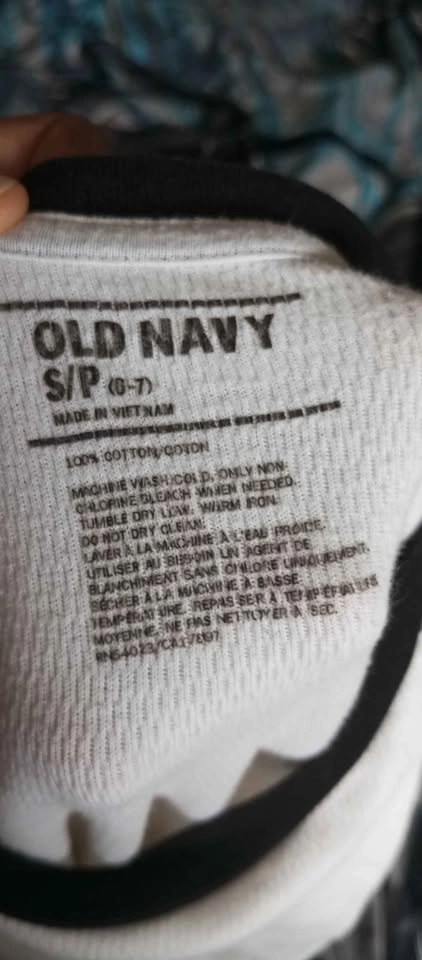 OLD NAVY
S/P (6-7)
MADE IN VIETNAM
100% COTTON/COTON
MACHINE WASH COLD, ONLY NON-
CHLORINE BLEACH WHEN NEEDED.
TUMBLE DRY LOW. WARM IRON.
DO NOT DRY CLEAN.
LAVER À LA MACHINE À L'EAU FROIDE.
UTILISER AU BESOIN UN AGENT DE
BLANCHIMENT SANS CHLORE UNIQUEMENT.
SÉCHER À LA MACHINE À BASSE
TEMPÉRATURE. REPASSER À TEMPÉRATURE
MOYENNE. NE PAS NETTOYER À SEC.
RN54023/CA17897